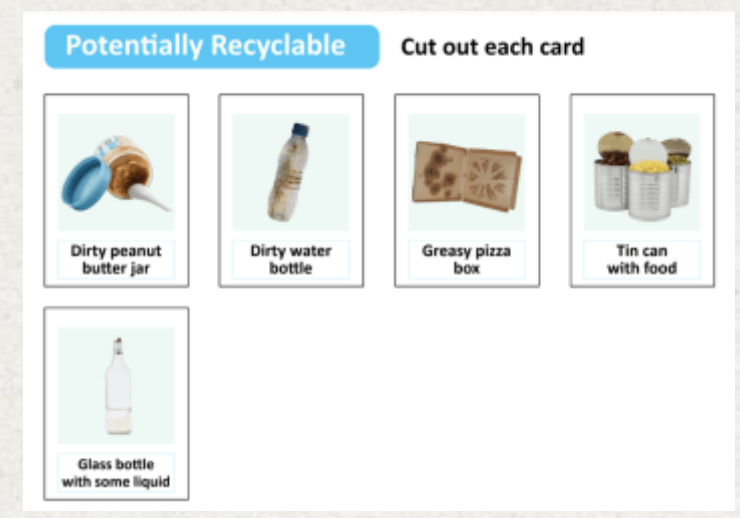 Potentially Recyclable
Cut out each card
Dirty peanut
butter jar
Dirty water
bottle
Greasy pizza
box
Tin can
with food
Glass bottle
with some liquid